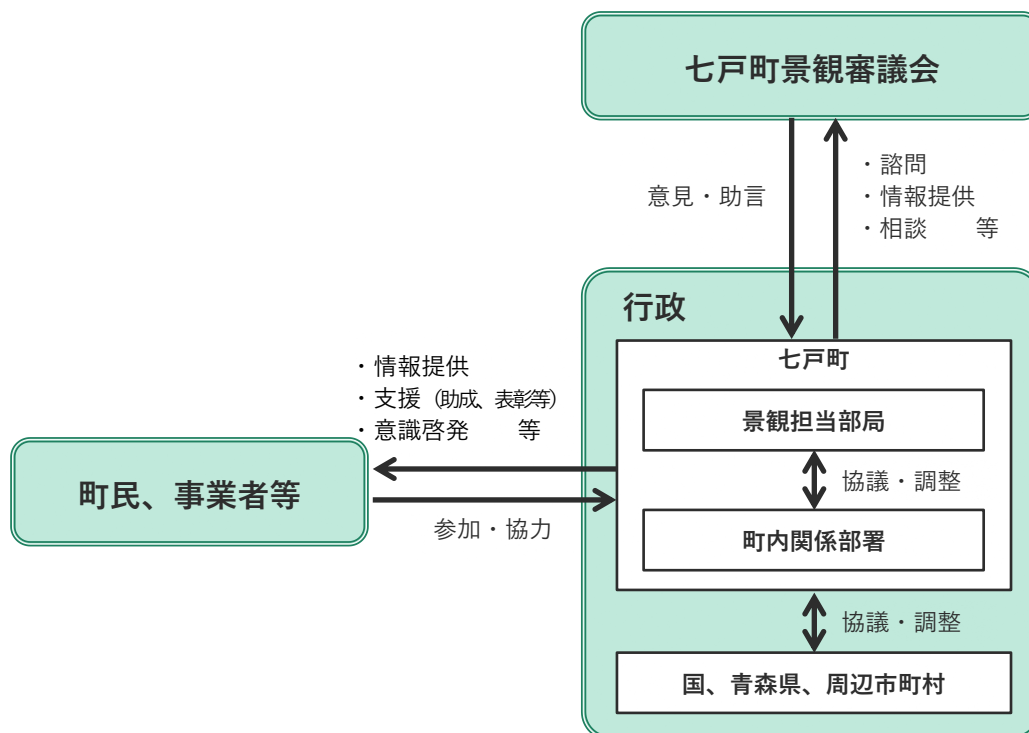 七戸町景観審議会
意見・助言
・諮問
・情報提供
・相談　　等
行政
七戸町
景観担当部局
協議・調整
町内関係部署
協議・調整
国、青森県、周辺市町村
・情報提供
・支援（助成、表彰等）
・意識啓発　　等
町民、事業者等
参加・協力